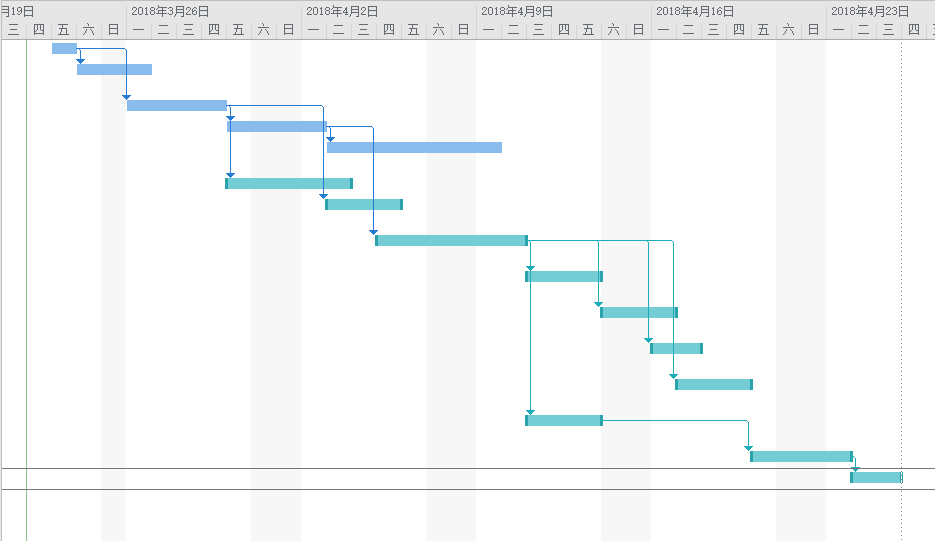 月19日 2018年3月26日 2018年4月2日 2018年4月9日 2018年4月16日 2018年4月23日
三 四 五 六 日 一 二 三 四 五 六 日 一 二 三 四 五 六 日 一 二 三 四 五 六 日 一 二 三 四 五 六 日 一 二 三 四